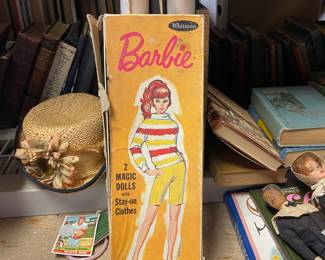 Whitman
Barbie
2
MAGIC
DOLLS
with
Stay-on
Clothes